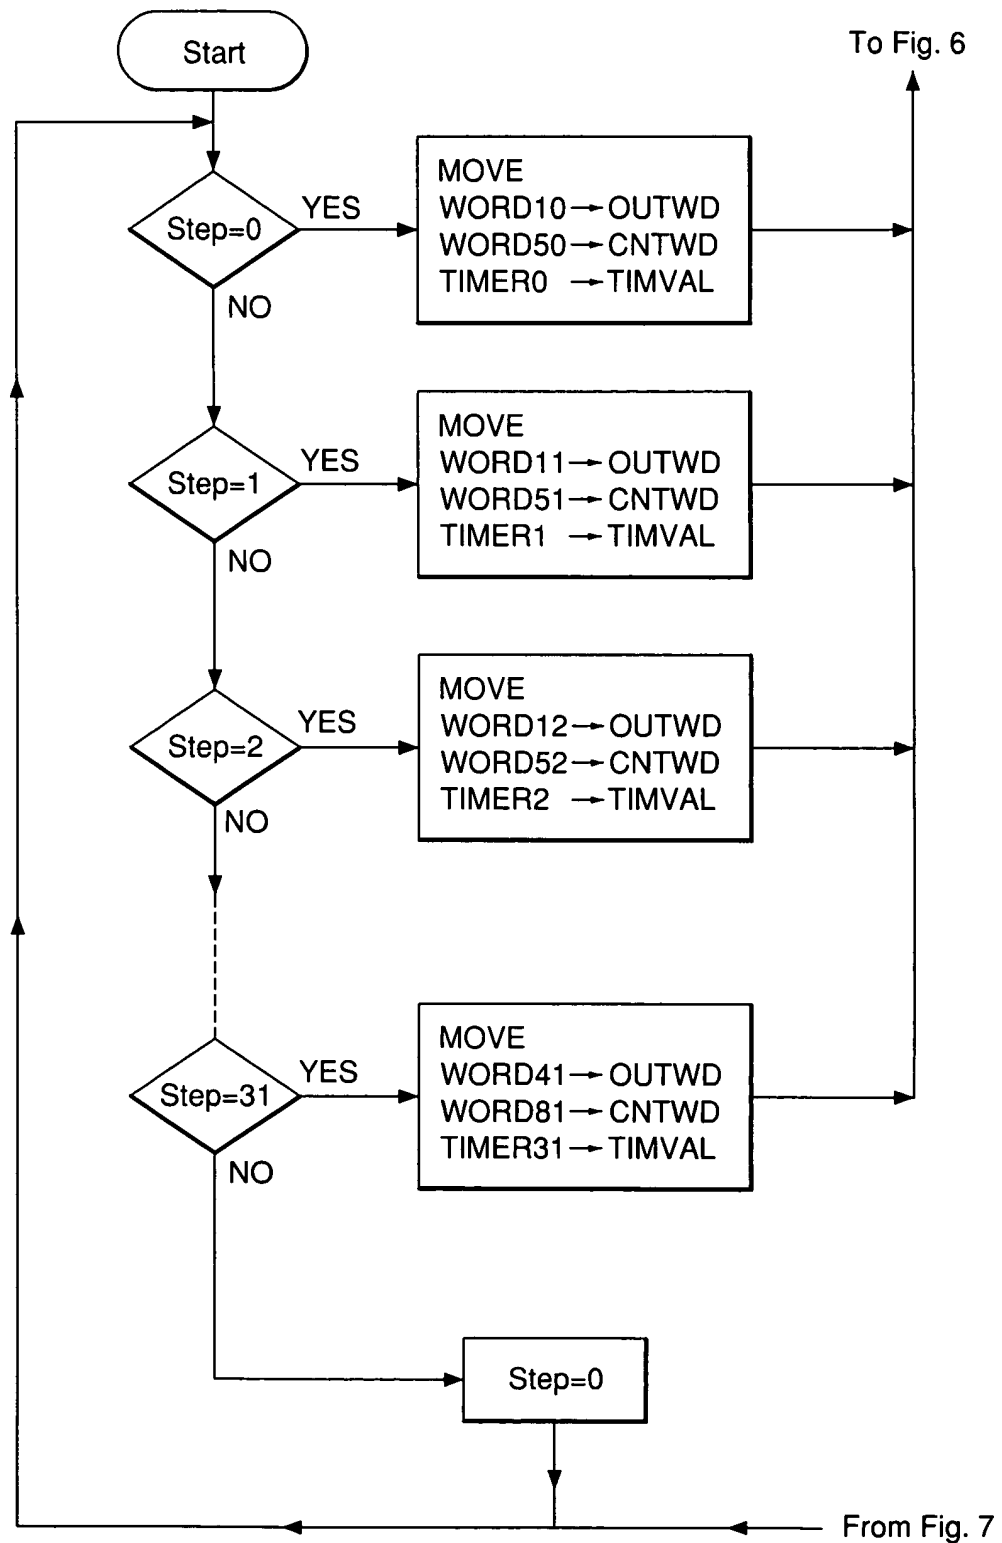 Start
To Fig. 6
Step=0
YES
NO
MOVE
WORD10→OUTWD
WORD50→CNTWD
TIMER0 →TIMVAL
Step=1
YES
NO
MOVE
WORD11→OUTWD
WORD51→CNTWD
TIMER1 →TIMVAL
Step=2
YES
NO
MOVE
WORD12→OUTWD
WORD52→CNTWD
TIMER2 →TIMVAL
Step=31
YES
NO
MOVE
WORD41→OUTWD
WORD81→CNTWD
TIMER31→TIMVAL
Step=0
From Fig. 7